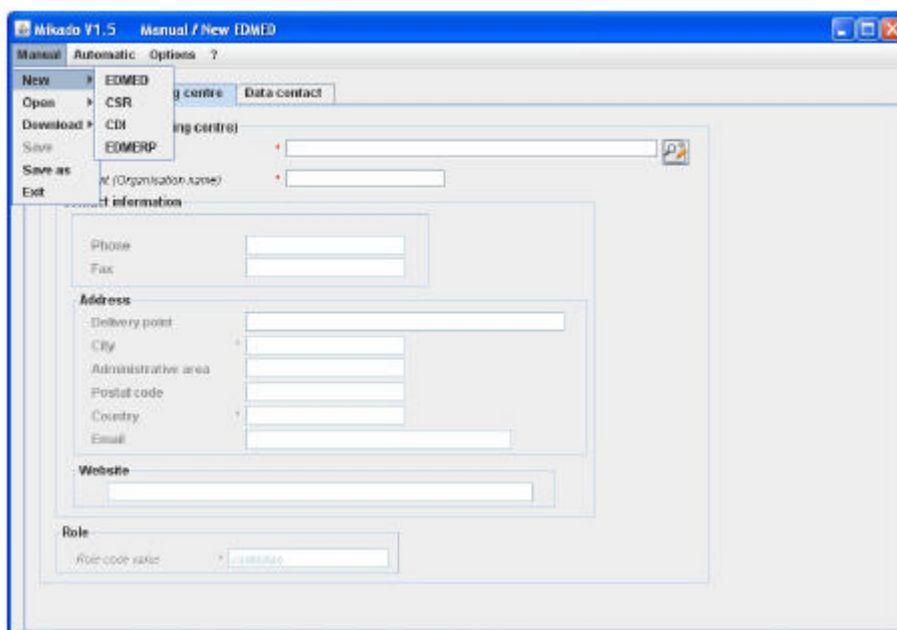 Mikado V1.5 Manual / New EDMED
Manual Automatic Options ?
New EDMED
g centre Data contact
Open CSR
Download CDI
ing centre)
Save EDMERP
*
Save as
nt (Organisation name) *
Exit
ct information
Phone
Fax
Address
Delivery point
City *
Administrative area
Postal code
Country *
Email
Website
Role
Role code value *